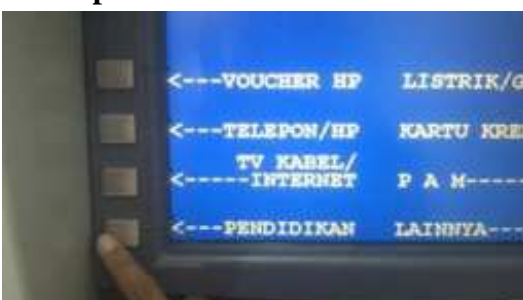 <---VOUCHER HP LISTRIK/G
<---TELEPON/HP KARTU KRE
TV KABEL/
<-----INTERNET P A M-----
<---PENDIDIKAN LAINNYA---